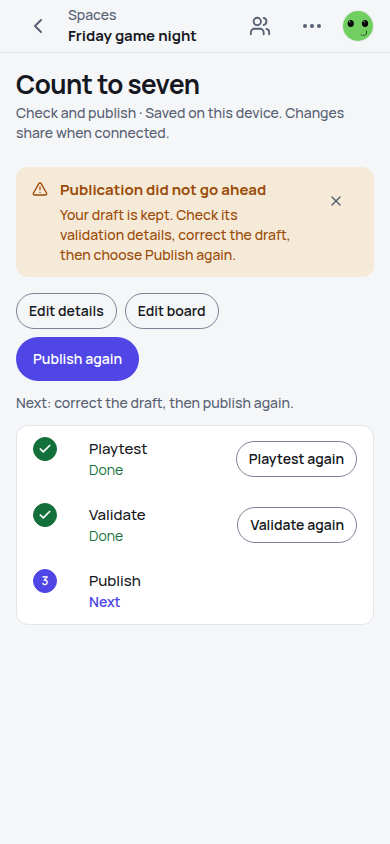 Spaces
Friday game night
Count to seven
Check and publish · Saved on this device. Changes
share when connected.
Publication did not go ahead
Your draft is kept. Check its
validation details, correct the draft,
then choose Publish again.
Edit details
Edit board
Publish again
Next: correct the draft, then publish again.
Playtest
Done
Playtest again
Validate
Done
Validate again
3
Publish
Next